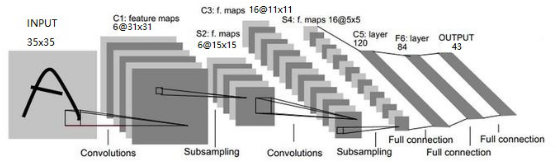 INPUT
35x35
C1: feature maps
6@31x31
S2: f. maps
6@15x15
C3: f. maps 16@11x11
S4: f. maps 16@5x5
C5: layer
120
F6: layer
84
OUTPUT
43
Convolutions
Subsampling
Convolutions
Subsampling
Full connection
Full connection
Full connection